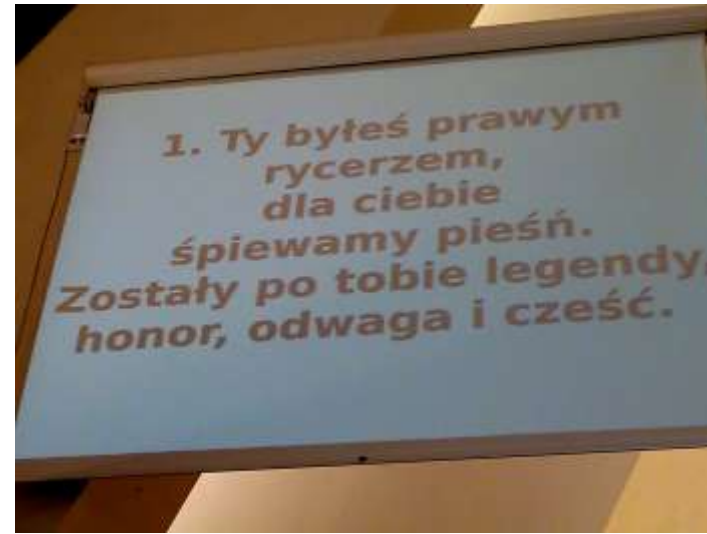 1. Ty byłeś prawym
rycerzem,
dla ciebie
śpiewamy pieśń.
Zostały po tobie legendy,
honor, odwaga i cześć.